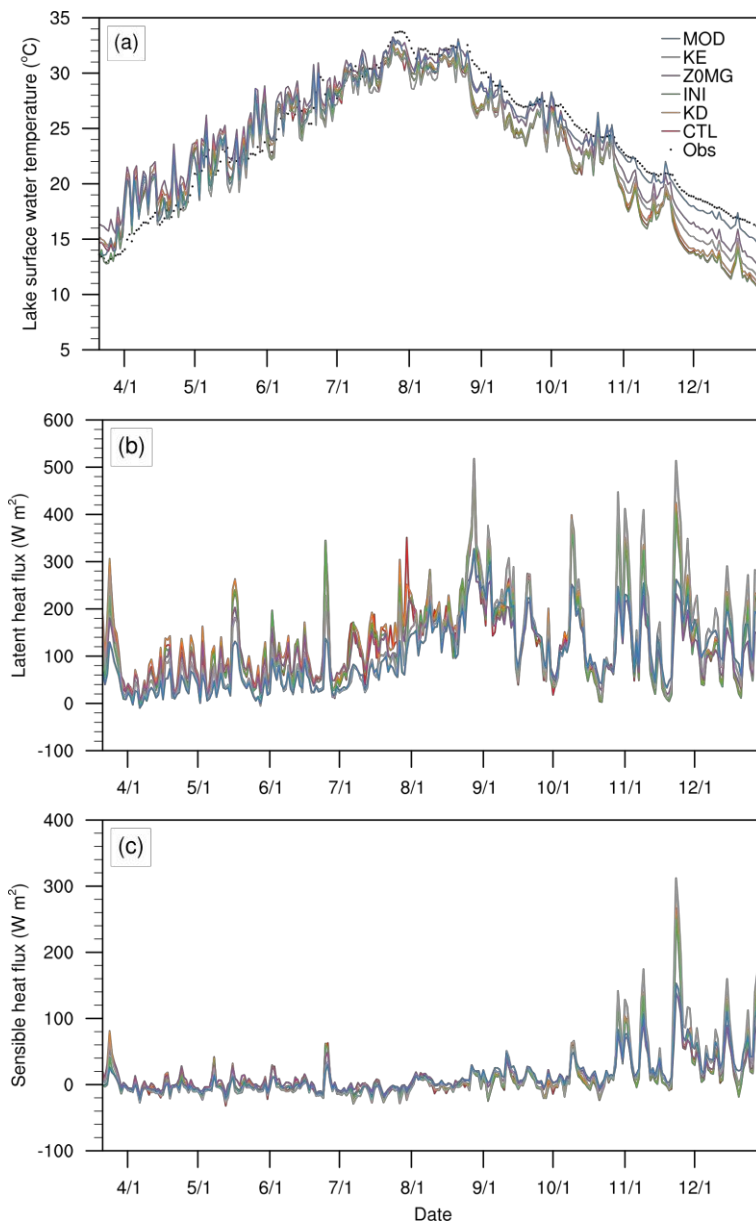 (a)
Lake surface water temperature (°C)
35
30
25
20
15
10
5
MOD
KE
Z0MG
INI
KD
CTL
Obs
4/1 5/1 6/1 7/1 8/1 9/1 10/1 11/1 12/1
(b)
Latent heat flux (W m²)
600
500
400
300
200
100
0
-100
4/1 5/1 6/1 7/1 8/1 9/1 10/1 11/1 12/1
(c)
Sensible heat flux (W m²)
400
300
200
100
0
-100
4/1 5/1 6/1 7/1 8/1 9/1 10/1 11/1 12/1
Date